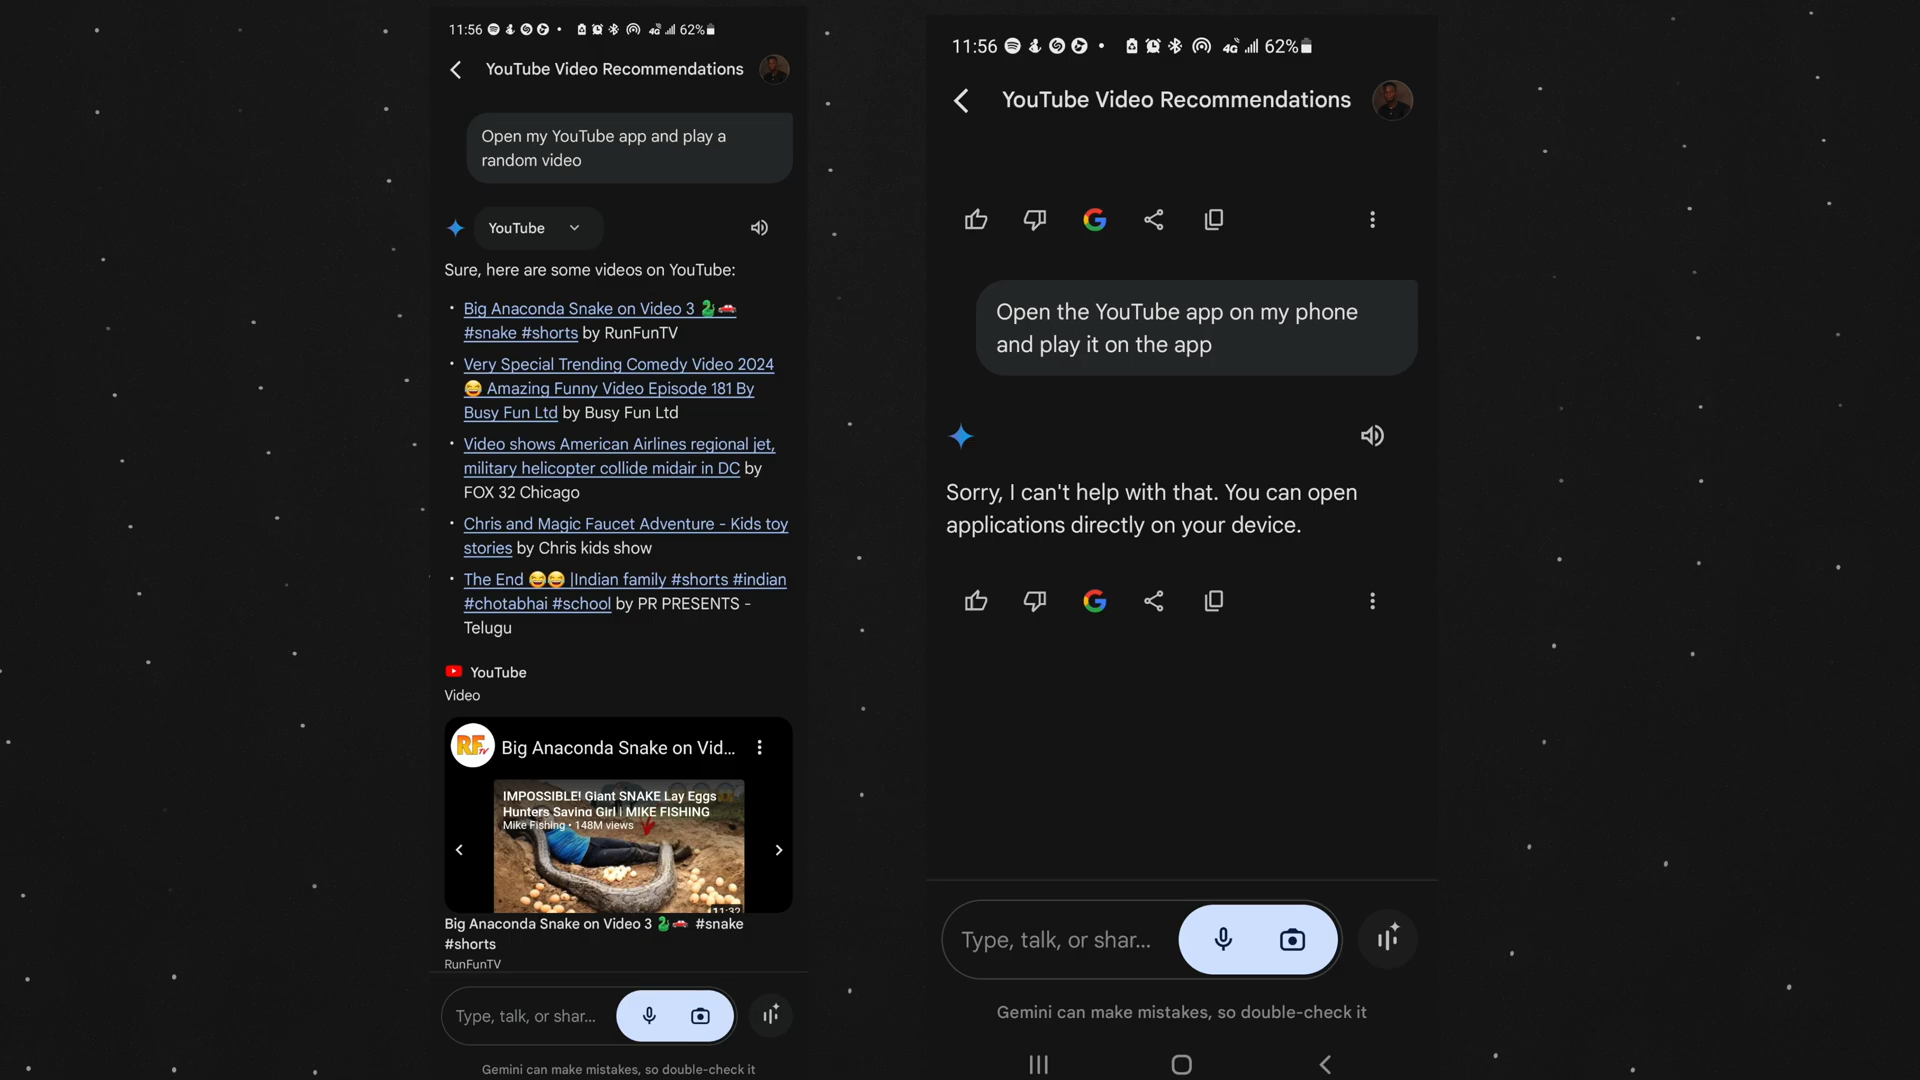 11:56 4G 62%
YouTube Video Recommendations
Open my YouTube app and play a
random video
YouTube
Sure, here are some videos on YouTube:
• Big Anaconda Snake on Video 3 🐉🚗
#snake #shorts by RunFunTV
• Very Special Trending Comedy Video 2024
😂 Amazing Funny Video Episode 181 By
Busy Fun Ltd by Busy Fun Ltd
• Video shows American Airlines regional jet,
military helicopter collide midair in DC by
FOX 32 Chicago
• Chris and Magic Faucet Adventure - Kids toy
stories by Chris kids show
• The End 😂😂 |Indian family #shorts #indian
#chotabhai #school by PR PRESENTS -
Telugu
YouTube
Video
RF TV
Big Anaconda Snake on Vid...
IMPOSSIBLE! Giant SNAKE Lay Eggs
Hunters Saving Girl | MIKE FISHING
Mike Fishing • 148M views
11:32
Big Anaconda Snake on Video 3 🐉🚗 #snake
#shorts
RunFunTV
Type, talk, or shar...
Gemini can make mistakes, so double-check it
11:56 4G 62%
YouTube Video Recommendations
Open the YouTube app on my phone
and play it on the app
Sorry, I can't help with that. You can open
applications directly on your device.
Type, talk, or shar...
Gemini can make mistakes, so double-check it